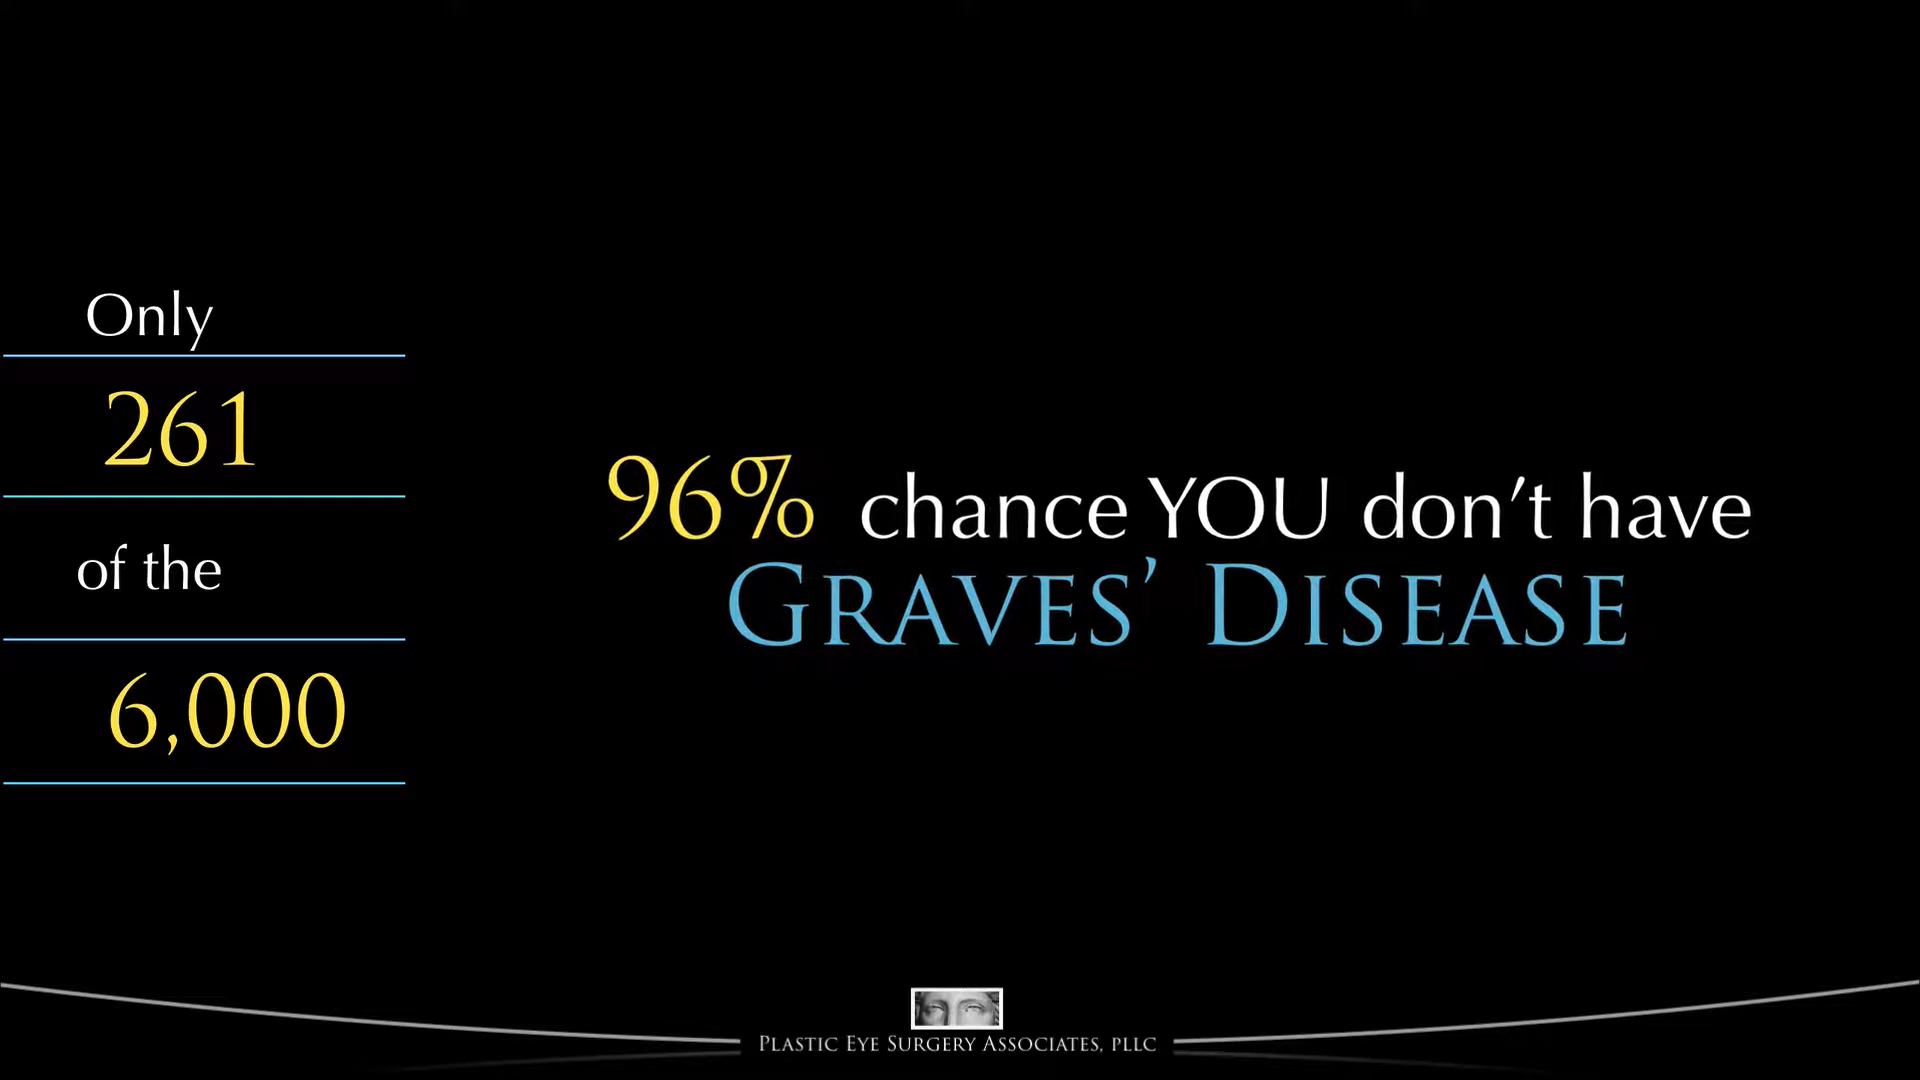 Only
261
of the
6,000
96% chance YOU don't have
GRAVES' DISEASE
PLASTIC EYE SURGERY ASSOCIATES, PLLC